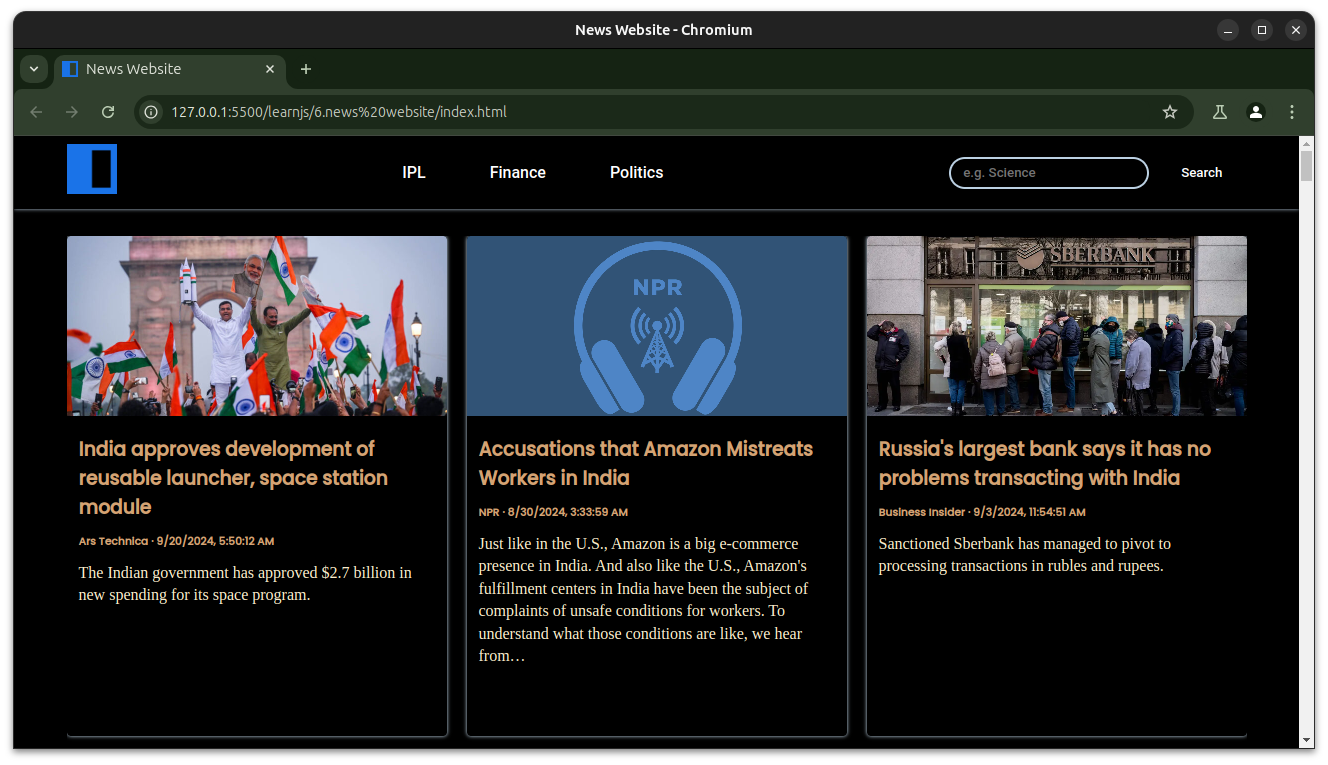 News Website - Chromium
News Website
127.0.0.1:5500/learnjs/6.news%20website/index.html
IPL
Finance
Politics
e.g. Science
Search
NPR
SBERBANK
India approves development of
reusable launcher, space station
module
Ars Technica · 9/20/2024, 5:50:12 AM
The Indian government has approved $2.7 billion in
new spending for its space program.
Accusations that Amazon Mistreats
Workers in India
NPR · 8/30/2024, 3:33:59 AM
Just like in the U.S., Amazon is a big e-commerce
presence in India. And also like the U.S., Amazon's
fulfillment centers in India have been the subject of
complaints of unsafe conditions for workers. To
understand what those conditions are like, we hear
from…
Russia's largest bank says it has no
problems transacting with India
Business Insider · 9/3/2024, 11:54:51 AM
Sanctioned Sberbank has managed to pivot to
processing transactions in rubles and rupees.